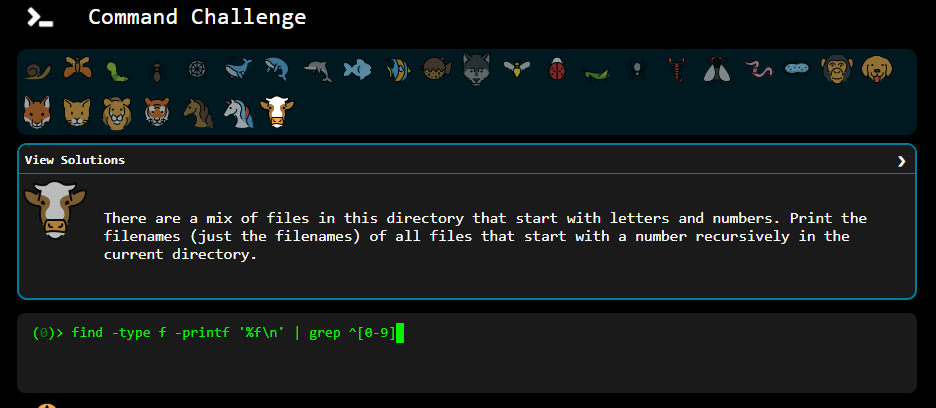 Command Challenge
View Solutions
There are a mix of files in this directory that start with letters and numbers. Print the
filenames (just the filenames) of all files that start with a number recursively in the
current directory.
(0)> find -type f -printf '%f\n' | grep ^[0-9]